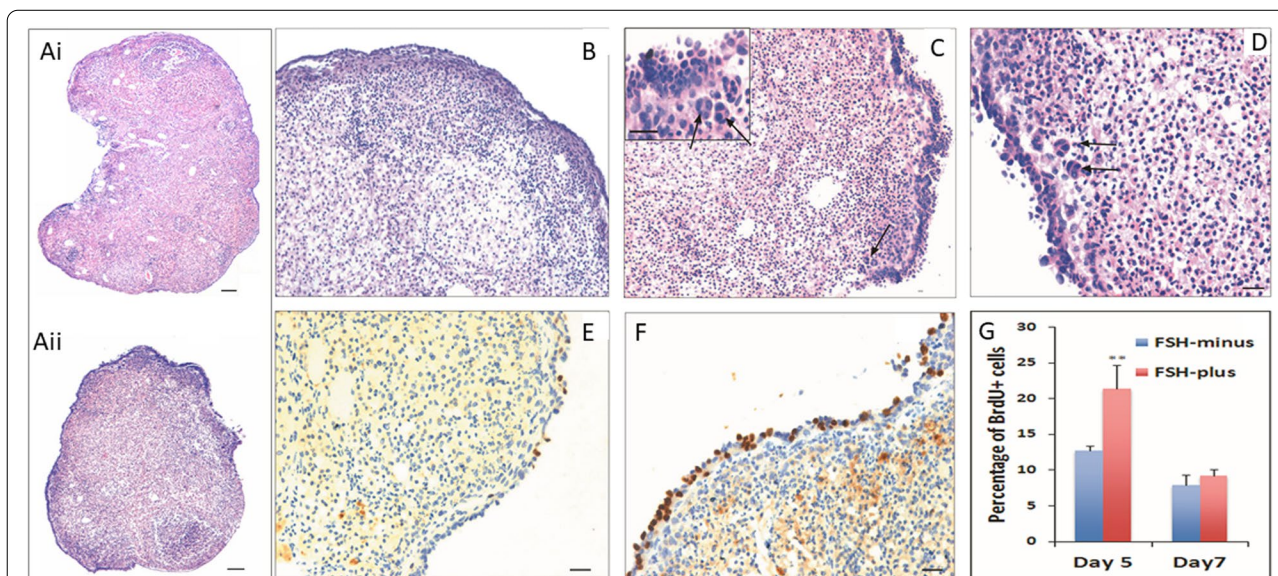 Ai
B
C
D
Aii
E
F
G
30
25
20
15
10
5
0
Percentage of BrdU+ cells
FSH-minus
FSH-plus
**
Day 5
Day7